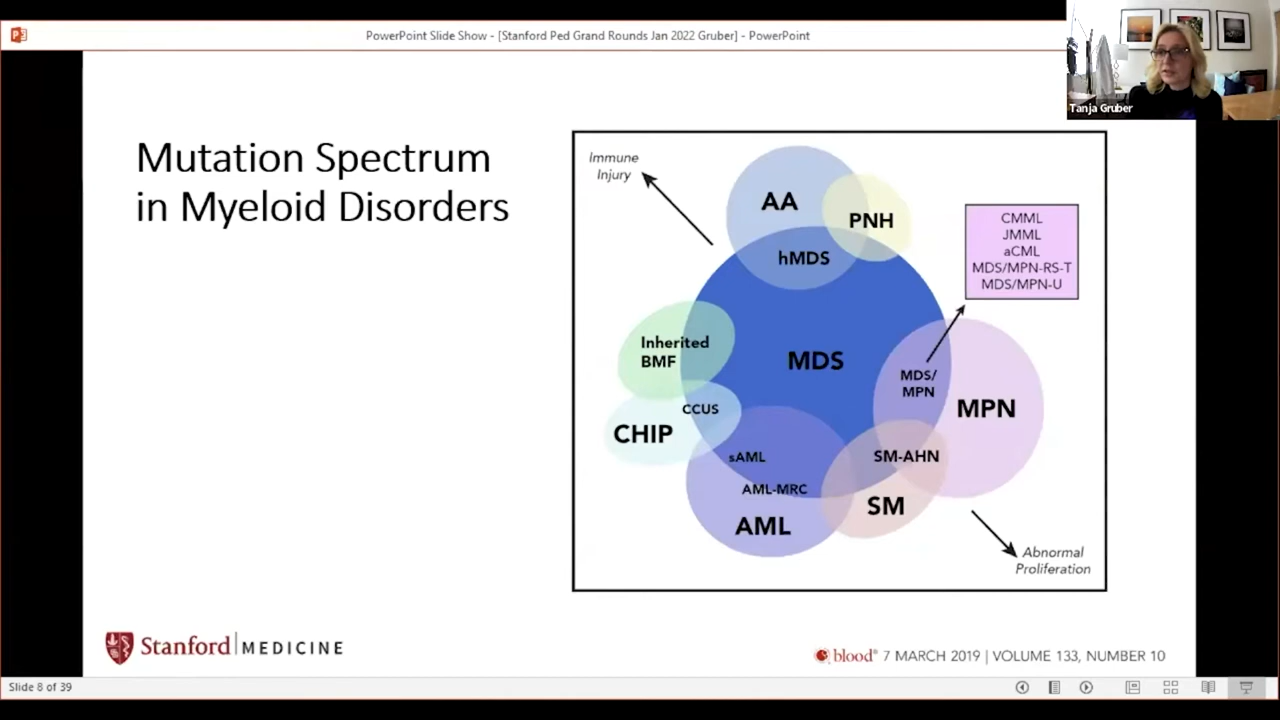 PowerPoint Slide Show - [Stanford Ped Grand Rounds Jan 2022 Gruber] - PowerPoint
Tanja Gruber
Mutation Spectrum
in Myeloid Disorders
Immune
Injury
AA
PNH
hMDS
CMML
JMML
aCML
MDS/MPN-RS-T
MDS/MPN-U
Inherited
BMF
MDS
MDS/
MPN
MPN
CCUS
CHIP
sAML
SM-AHN
AML-MRC
SM
AML
Abnormal
Proliferation
Stanford MEDICINE
blood® 7 MARCH 2019 | VOLUME 133, NUMBER 10
Slide 8 of 39